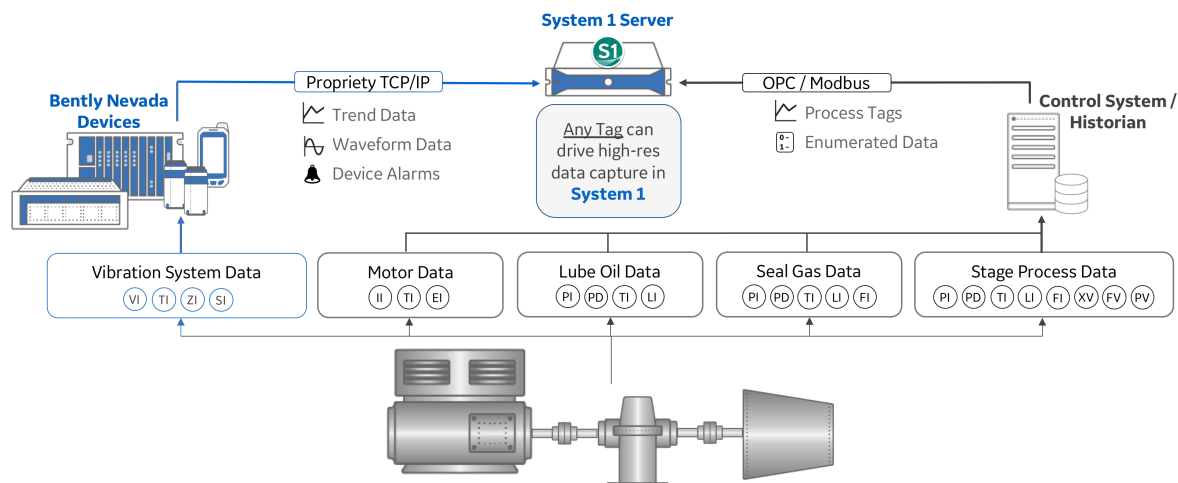 System 1 Server
S1
Propriety TCP/IP
Trend Data
Waveform Data
Device Alarms
OPC / Modbus
Process Tags
0-
1-
Enumerated Data
Bently Nevada
Devices
Control System /
Historian
Any Tag can
drive high-res
data capture in
System 1
Vibration System Data
VI TI ZI SI
Motor Data
II TI EI
Lube Oil Data
PI PD TI LI
Seal Gas Data
PI PD TI LI FI
Stage Process Data
PI PD TI LI FI XV FV PV